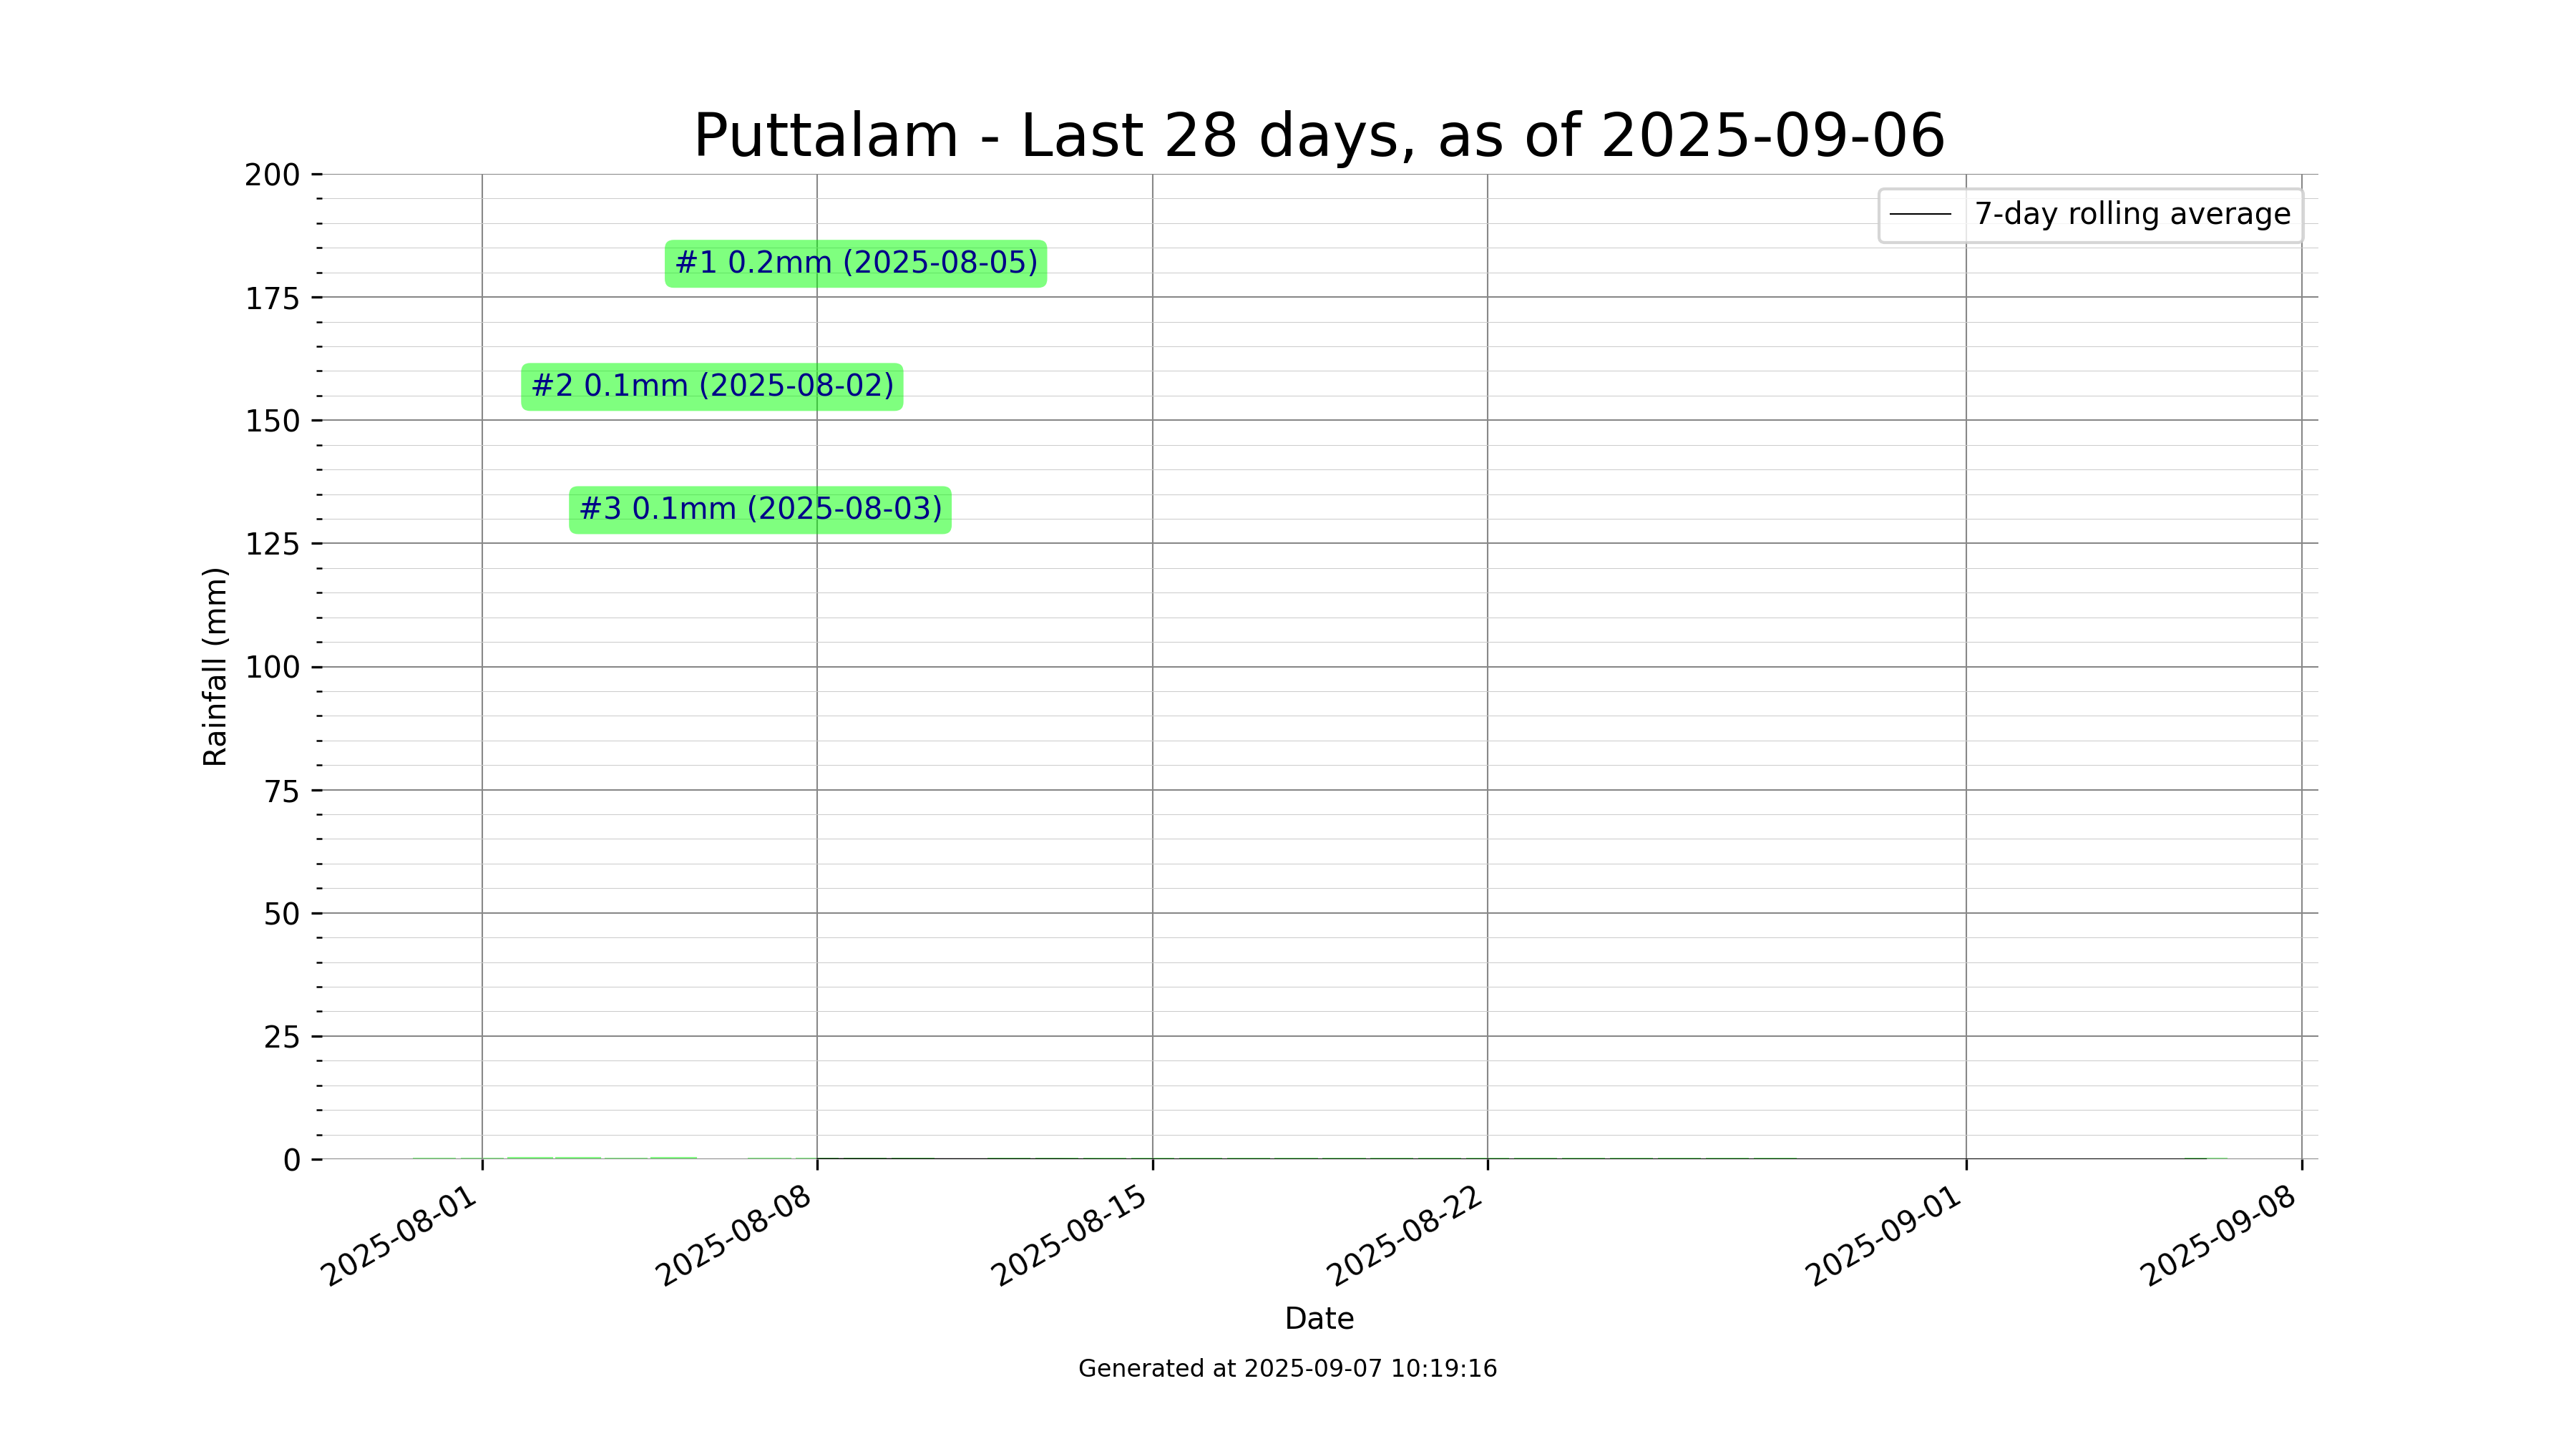 Puttalam - Last 28 days, as of 2025-09-06
7-day rolling average
#1 0.2mm (2025-08-05)
#2 0.1mm (2025-08-02)
#3 0.1mm (2025-08-03)
Rainfall (mm)
200
175
150
125
100
75
50
25
0
2025-08-01
2025-08-08
2025-08-15
2025-08-22
2025-09-01
2025-09-08
Date
Generated at 2025-09-07 10:19:16